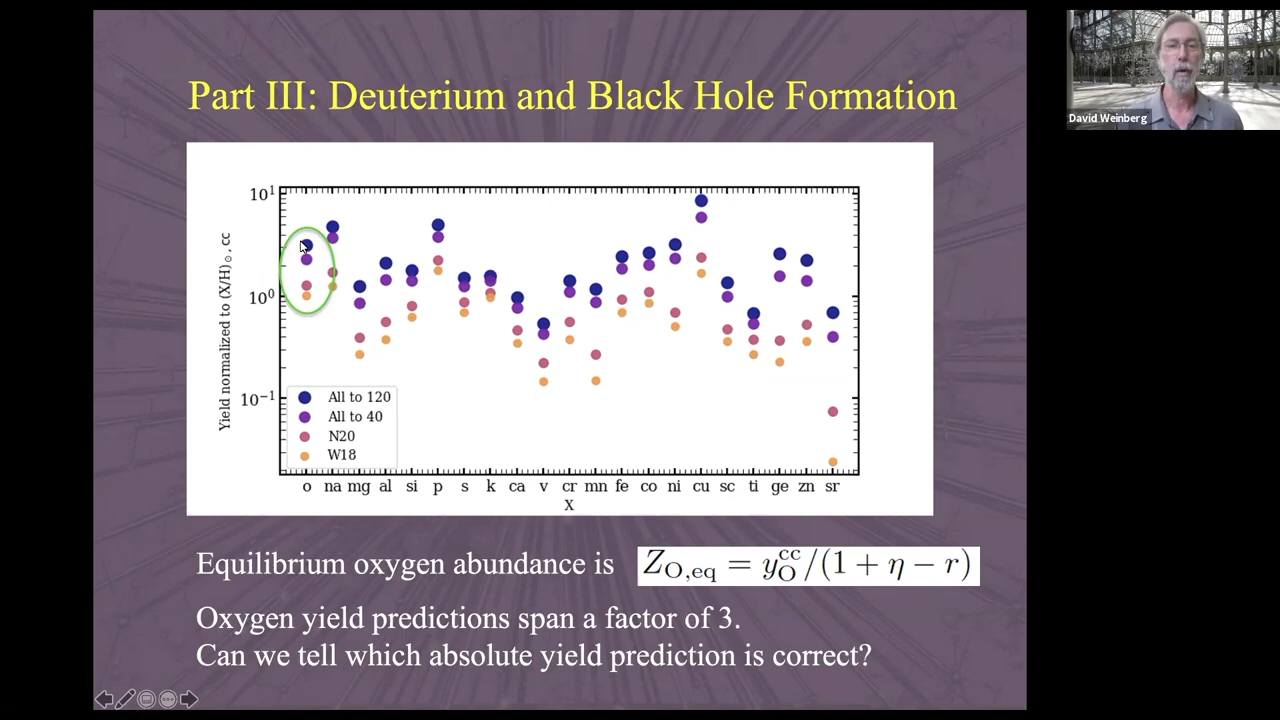 Part III: Deuterium and Black Hole Formation
David Weinberg
Yield normalized to (X/H)☉, cc
10¹
10⁰
10⁻¹
All to 120
All to 40
N20
W18
o na mg al si p s k ca v cr mn fe co ni cu sc ti ge zn sr
X
Equilibrium oxygen abundance is Z_O,eq = y_O^cc/(1 + η − r)
Oxygen yield predictions span a factor of 3.
Can we tell which absolute yield prediction is correct?